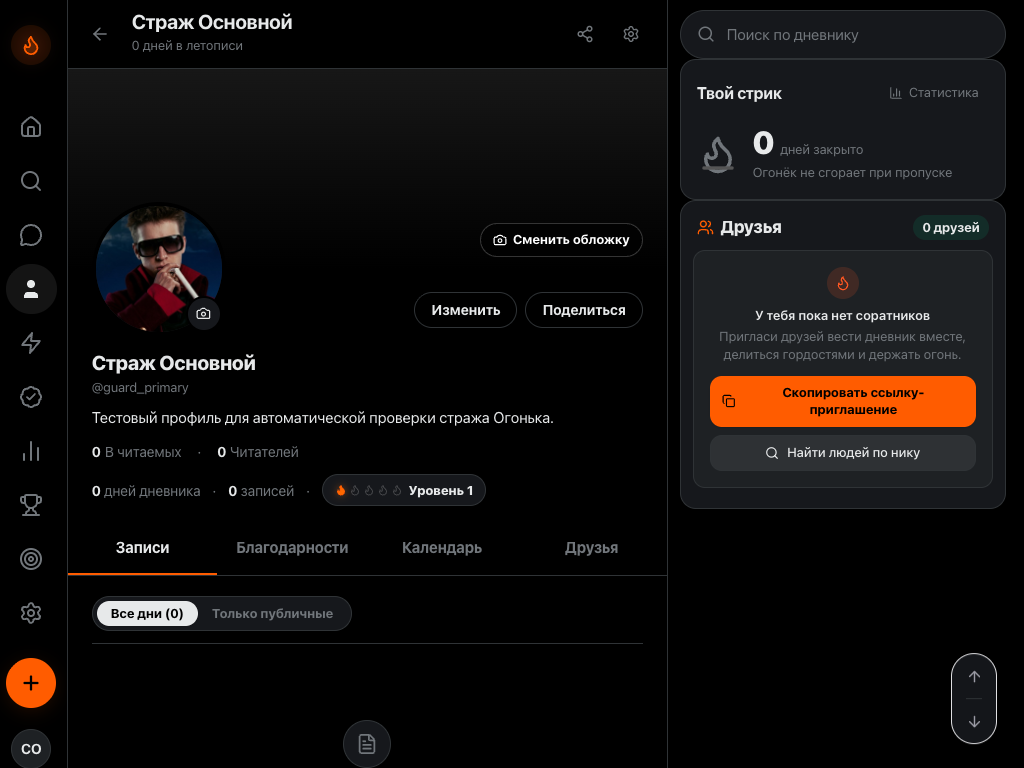 Страж Основной
0 дней в летописи
Сменить обложку
Изменить
Поделиться
Страж Основной
@guard_primary
Тестовый профиль для автоматической проверки стража Огонька.
0 В читаемых · 0 Читателей
0 дней дневника · 0 записей · Уровень 1
Записи
Благодарности
Календарь
Друзья
Все дни (0)
Только публичные
СО
Поиск по дневнику
Твой стрик
Статистика
0 дней закрыто
Огонёк не сгорает при пропуске
Друзья
0 друзей
У тебя пока нет соратников
Пригласи друзей вести дневник вместе,
делиться гордостями и держать огонь.
Скопировать ссылку-
приглашение
Найти людей по нику